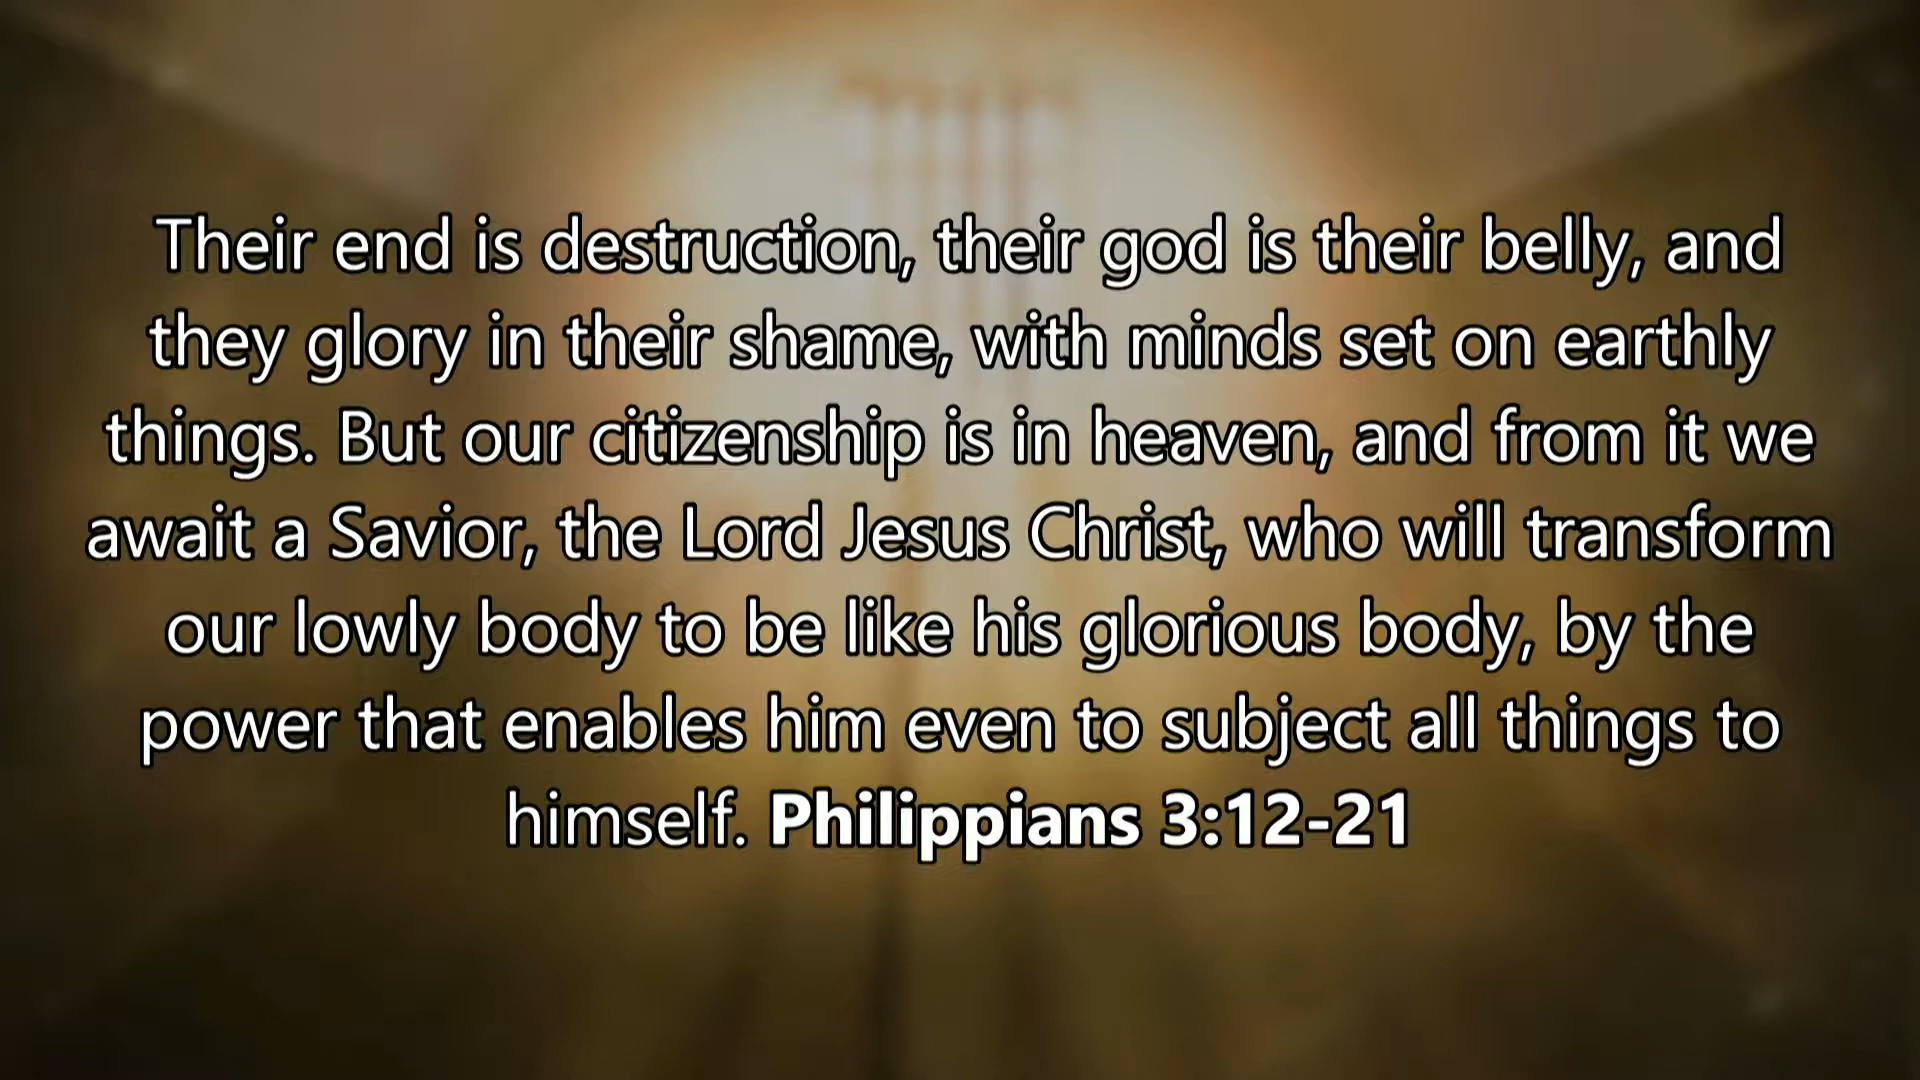 Their end is destruction, their god is their belly, and
they glory in their shame, with minds set on earthly
things. But our citizenship is in heaven, and from it we
await a Savior, the Lord Jesus Christ, who will transform
our lowly body to be like his glorious body, by the
power that enables him even to subject all things to
himself. Philippians 3:12-21